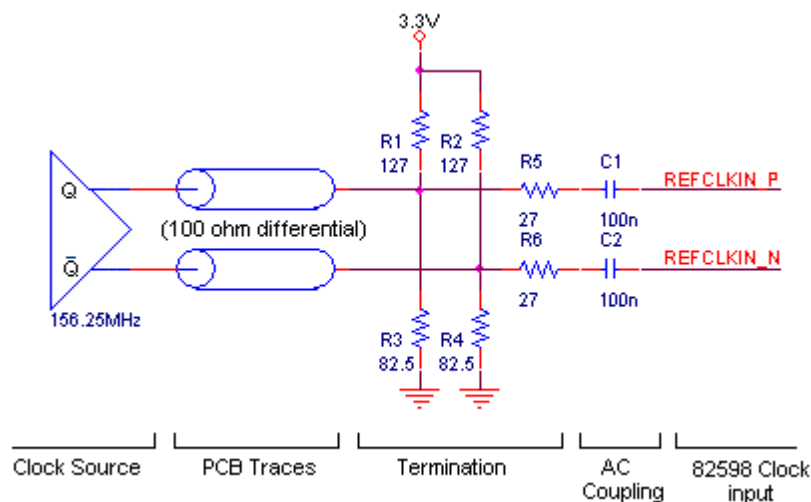 3.3V
R1
127
R2
127
R5
27
C1
100n
REFCLKIN_P
Q
(100 ohm differential)
Q̅
R6
27
C2
100n
REFCLKIN_N
156.25MHz
R3
82.5
R4
82.5
Clock Source
PCB Traces
Termination
AC
Coupling
82598 Clock
input